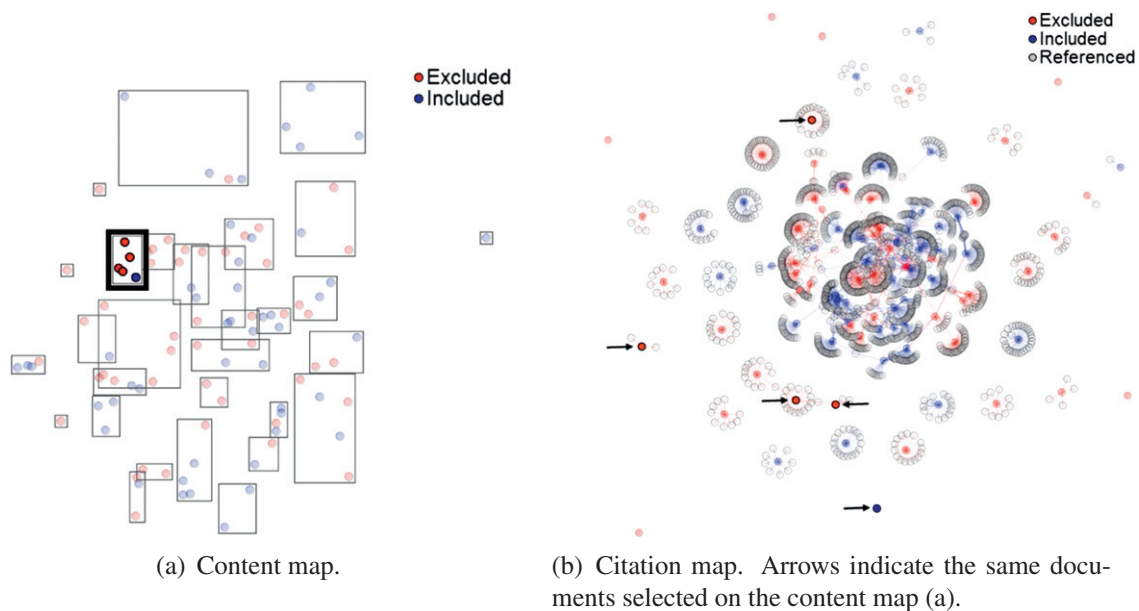 Excluded
Included
Excluded
Included
Referenced
(a) Content map.
(b) Citation map. Arrows indicate the same docu-
ments selected on the content map (a).